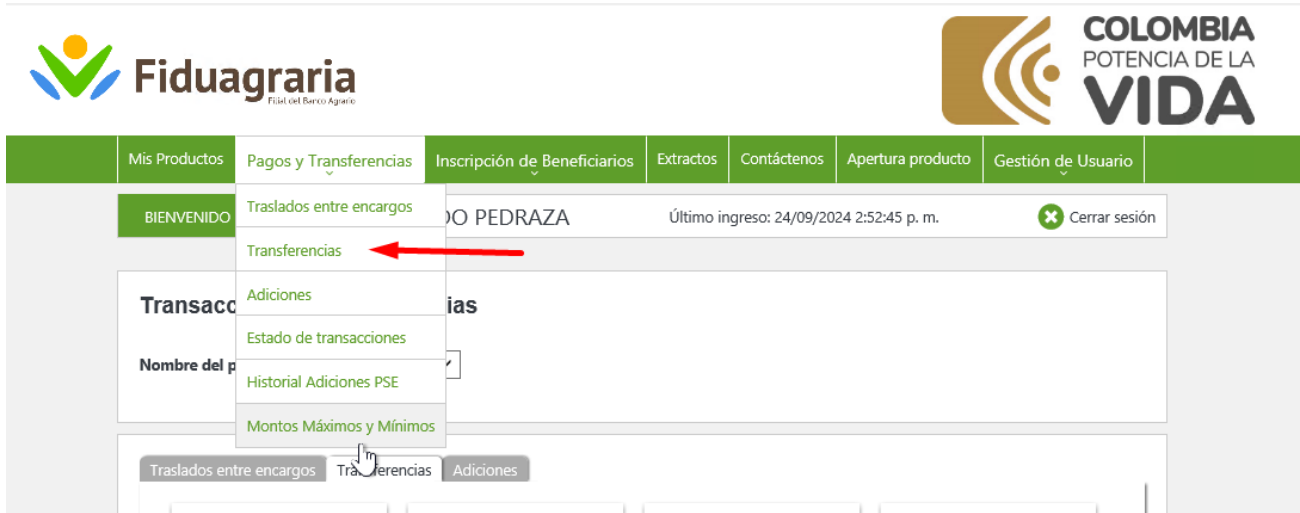 Fiduagraria
Filial del Banco Agrario
COLOMBIA
POTENCIA DE LA
VIDA
Mis Productos
Pagos y Transferencias
Inscripción de Beneficiarios
Extractos
Contáctenos
Apertura producto
Gestión de Usuario
BIENVENIDO
DO PEDRAZA
Último ingreso: 24/09/2024 2:52:45 p. m.
Cerrar sesión
Traslados entre encargos
Transferencias
Adiciones
Estado de transacciones
Historial Adiciones PSE
Montos Máximos y Mínimos
Transacc
ias
Nombre del p
Traslados entre encargos
Transferencias
Adiciones